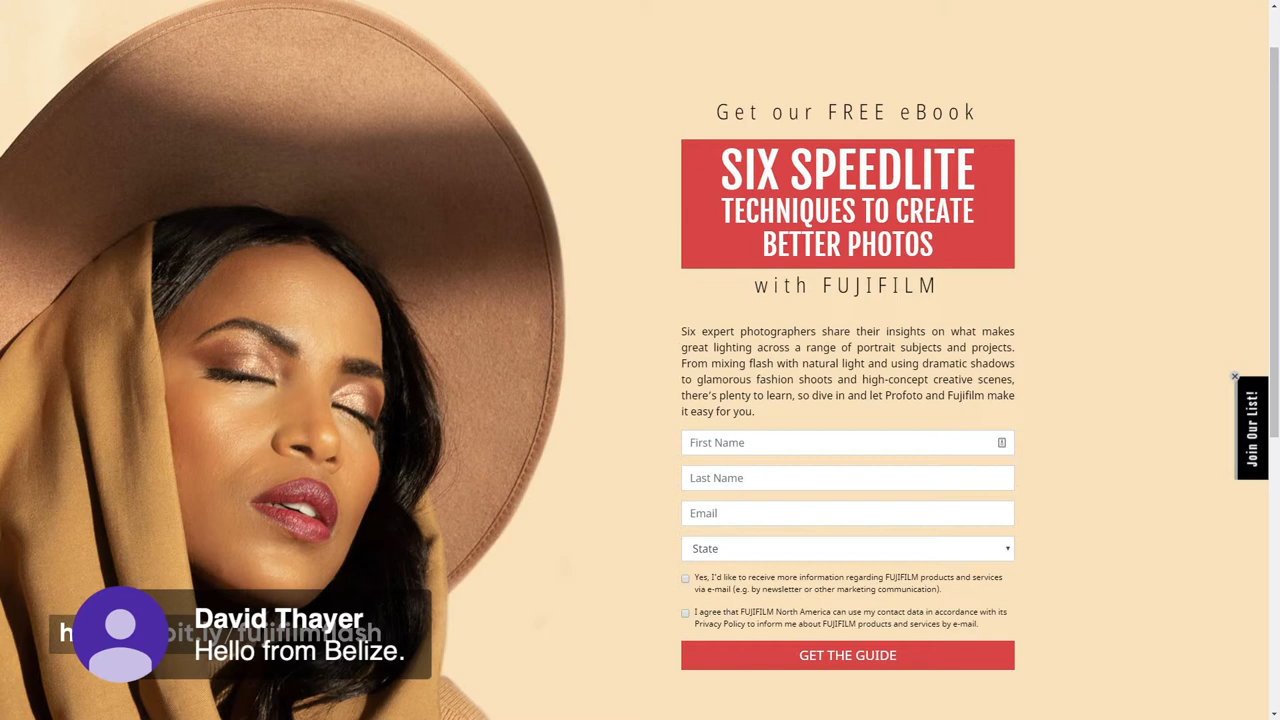 Get our FREE eBook
SIX SPEEDLITE
TECHNIQUES TO CREATE
BETTER PHOTOS
with FUJIFILM
Six expert photographers share their insights on what makes
great lighting across a range of portrait subjects and projects.
From mixing flash with natural light and using dramatic shadows
to glamorous fashion shoots and high-concept creative scenes,
there's plenty to learn, so dive in and let Profoto and Fujifilm make
it easy for you.
First Name
Last Name
Email
State
Yes, I'd like to receive more information regarding FUJIFILM products and services
via e-mail (e.g. by newsletter or other marketing communication).
I agree that FUJIFILM North America can use my contact data in accordance with its
Privacy Policy to inform me about FUJIFILM products and services by e-mail.
GET THE GUIDE
Join Our List!
David Thayer
bit.ly/fujifilmflash
Hello from Belize.